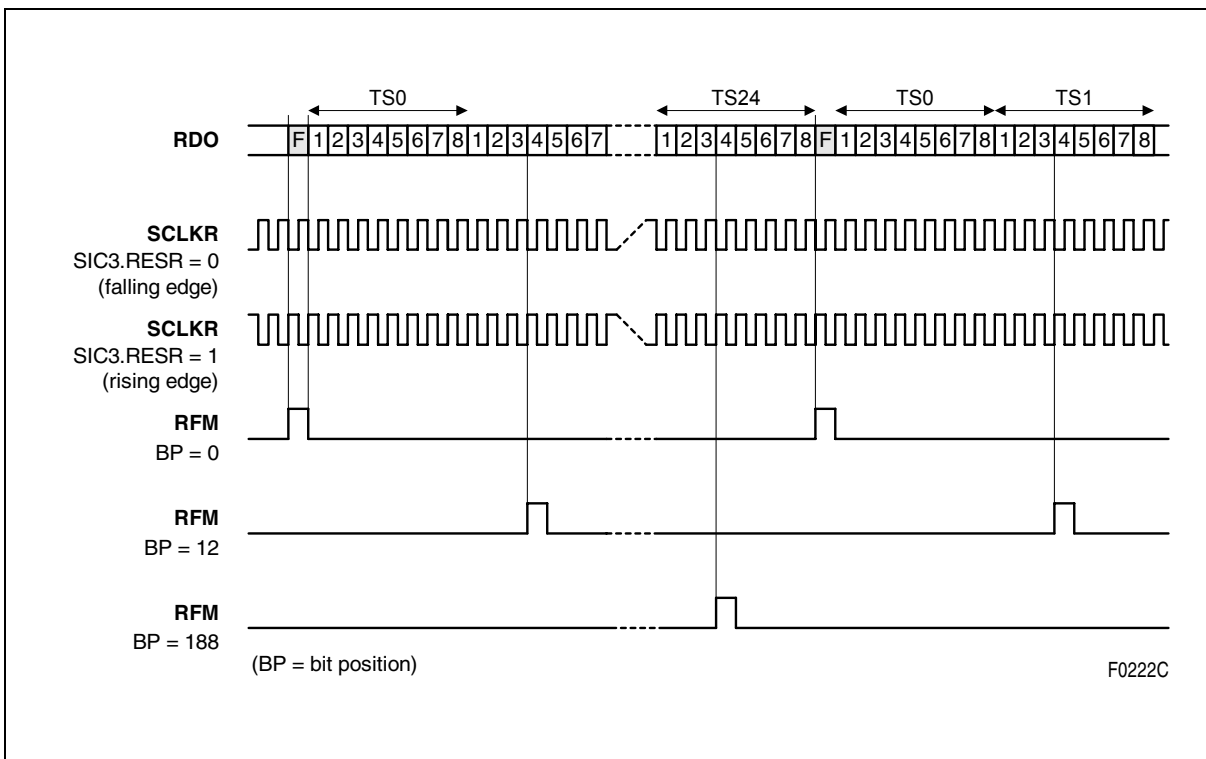 TS0 TS24 TS0 TS1
RDO F 1 2 3 4 5 6 7 8 1 2 3 4 5 6 7 1 2 3 4 5 6 7 8 F 1 2 3 4 5 6 7 8 1 2 3 4 5 6 7 8
SCLKR
SIC3.RESR = 0
(falling edge)
SCLKR
SIC3.RESR = 1
(rising edge)
RFM
BP = 0
RFM
BP = 12
RFM
BP = 188
(BP = bit position)
F0222C